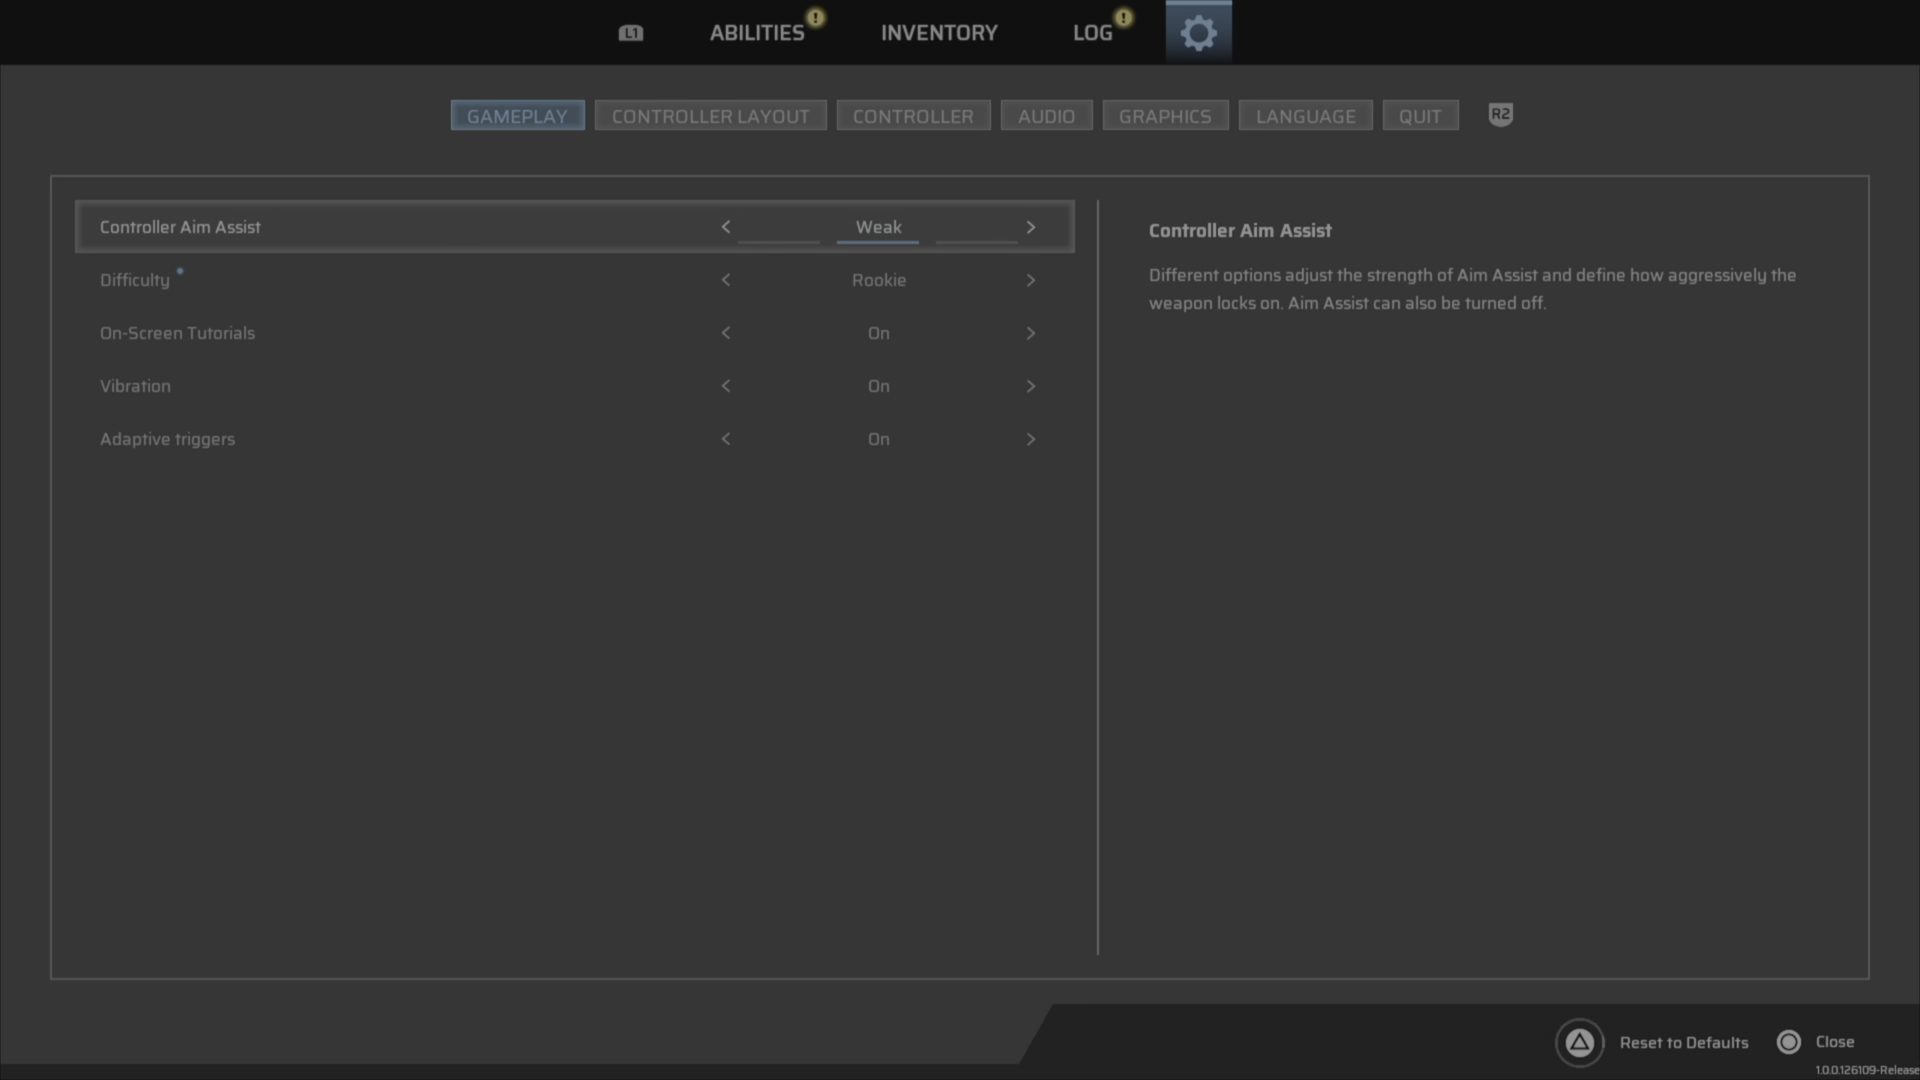 L1 ABILITIES ! INVENTORY LOG !
GAMEPLAY CONTROLLER LAYOUT CONTROLLER AUDIO GRAPHICS LANGUAGE QUIT R2
Controller Aim Assist < Weak >
Difficulty < Rookie >
On-Screen Tutorials < On >
Vibration < On >
Adaptive triggers < On >
Controller Aim Assist
Different options adjust the strength of Aim Assist and define how aggressively the
weapon locks on. Aim Assist can also be turned off.
Reset to Defaults Close
1.0.0.126109-Release